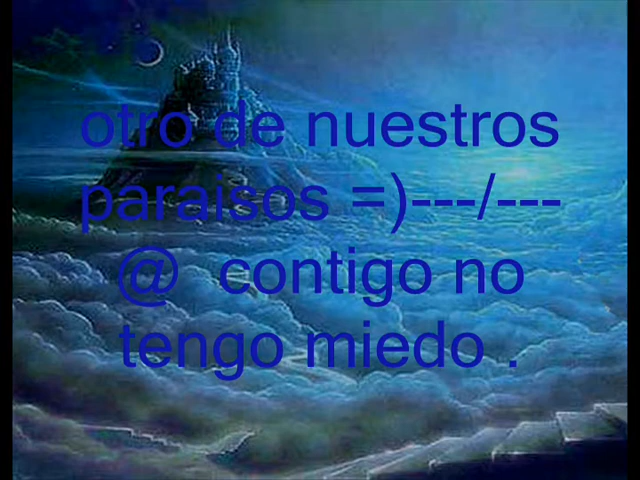 otro de nuestros
paraisos =)---/---
@ contigo no
tengo miedo .